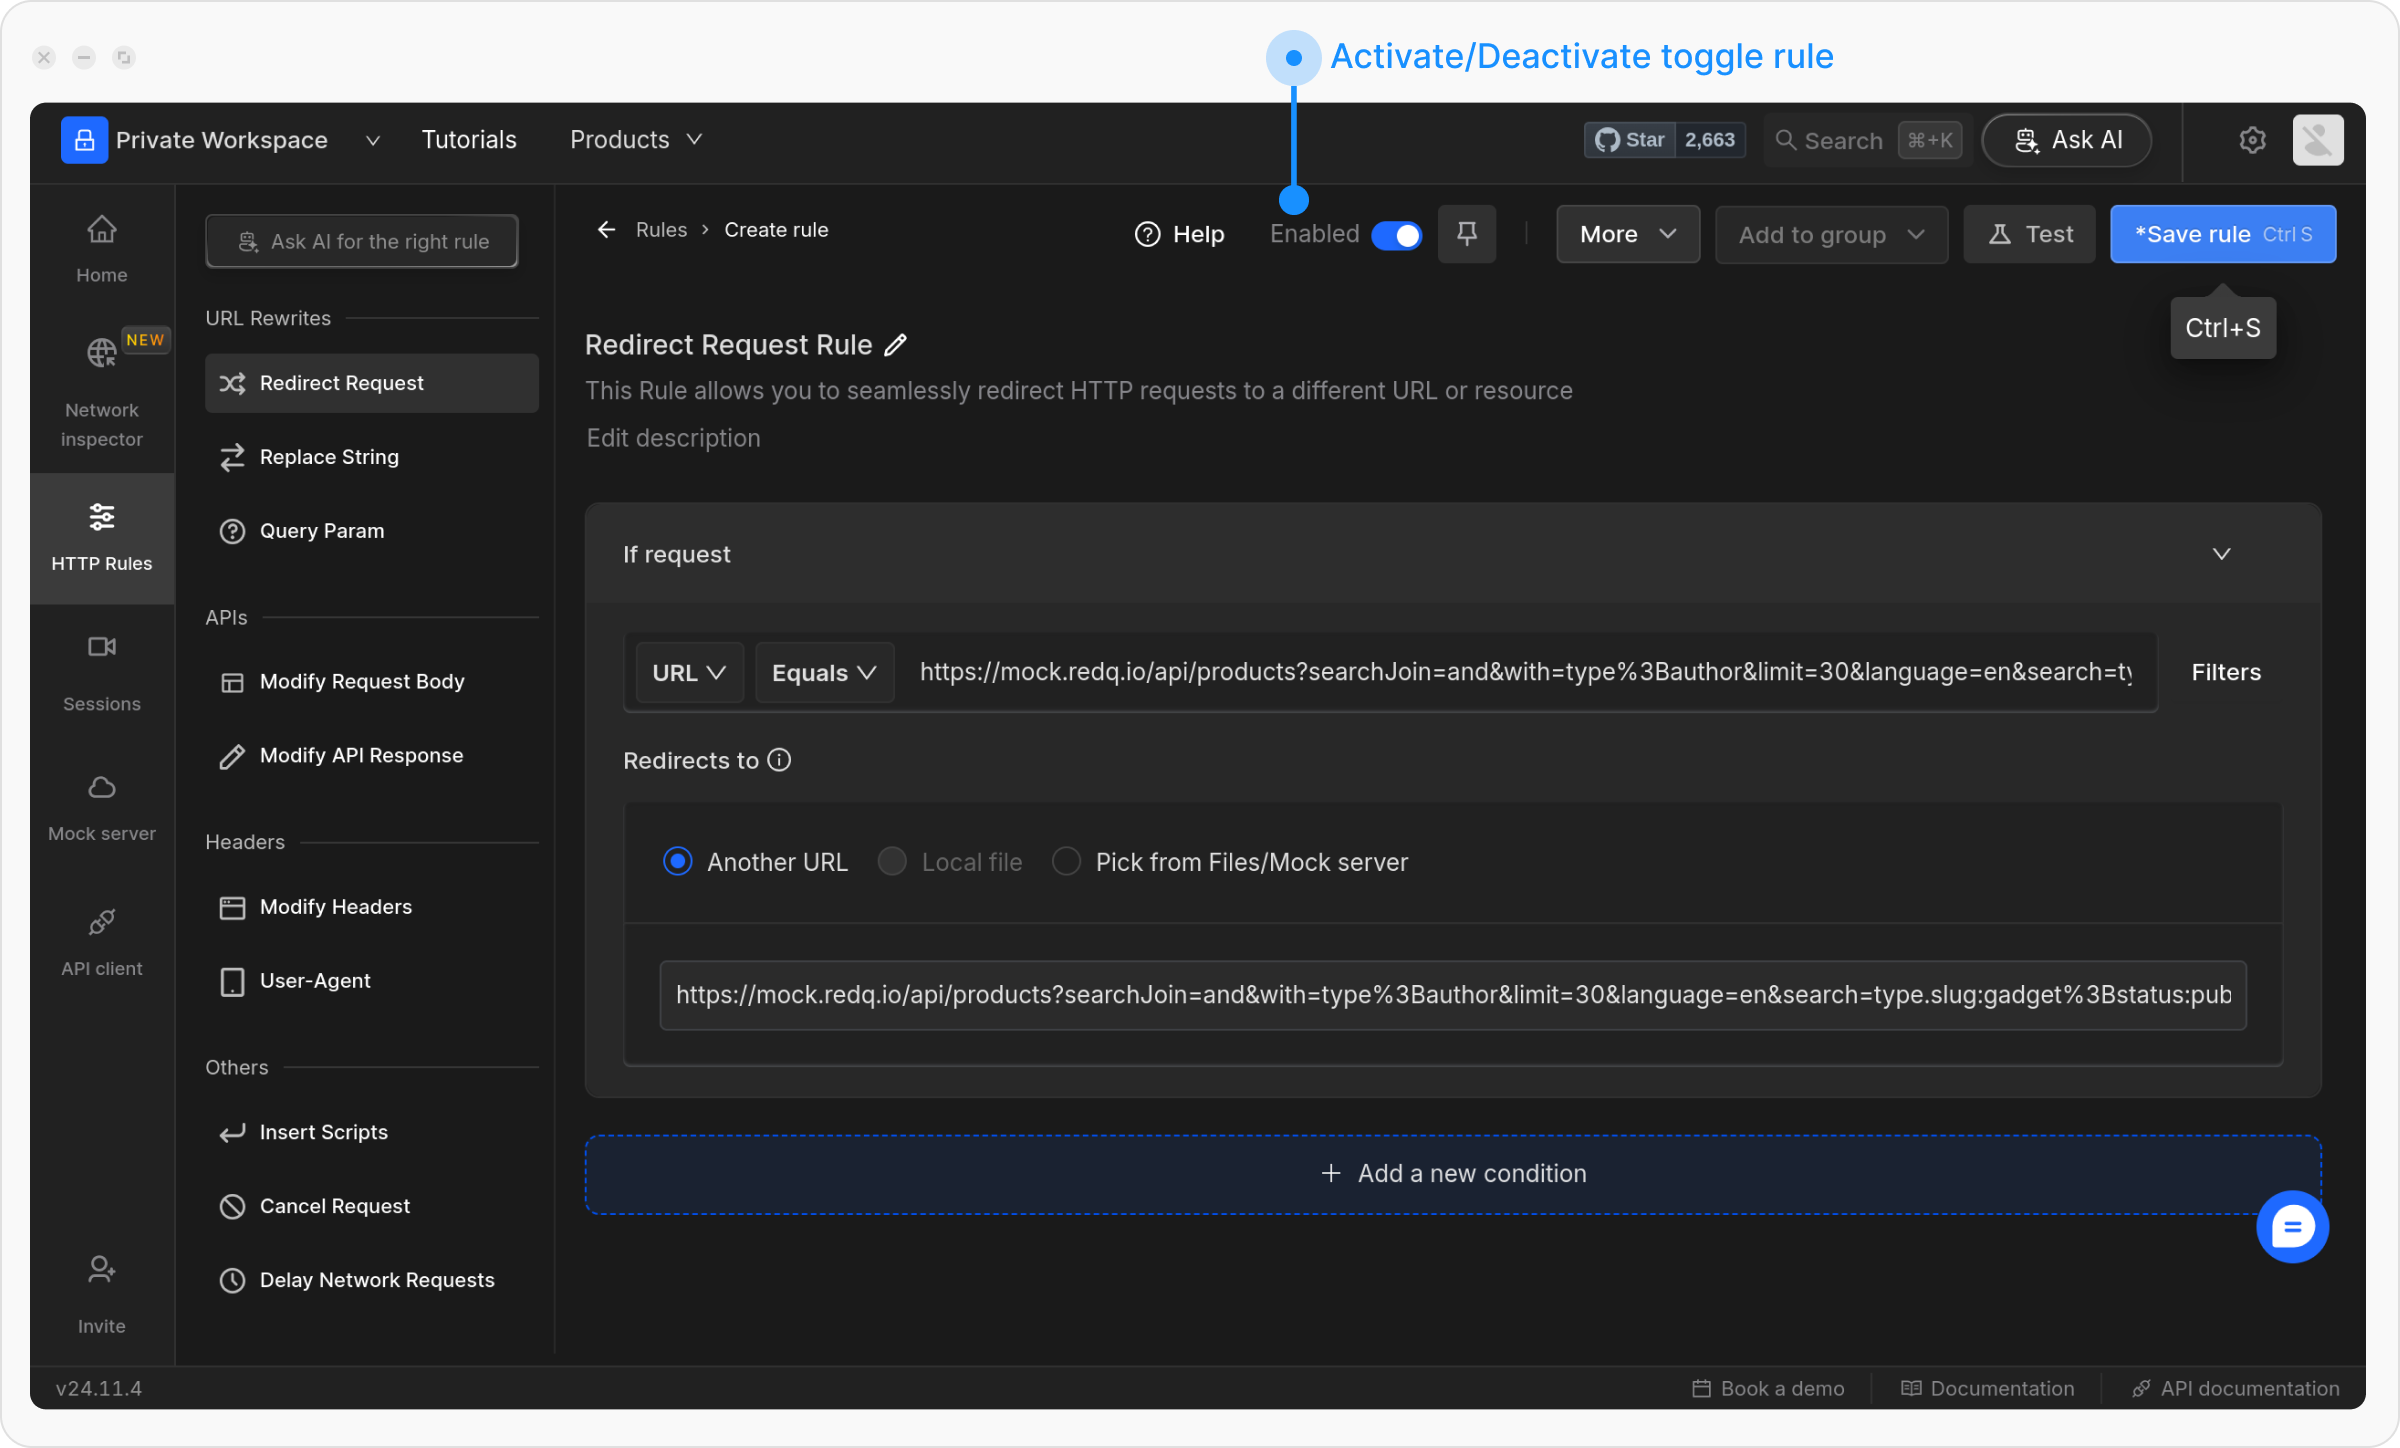 Activate/Deactivate toggle rule
Private Workspace
Tutorials
Products
Star 2,663
Search ⌘+K
Ask AI
Home
NEW
Network
inspector
HTTP Rules
Sessions
Mock server
API client
Invite
Ask AI for the right rule
URL Rewrites
Redirect Request
Replace String
Query Param
APIs
Modify Request Body
Modify API Response
Headers
Modify Headers
User-Agent
Others
Insert Scripts
Cancel Request
Delay Network Requests
Rules › Create rule
Help
Enabled
More
Add to group
Test
*Save rule Ctrl S
Ctrl+S
Redirect Request Rule
This Rule allows you to seamlessly redirect HTTP requests to a different URL or resource
Edit description
If request
URL
Equals
https://mock.redq.io/api/products?searchJoin=and&with=type%3Bauthor&limit=30&language=en&search=ty
Filters
Redirects to
Another URL
Local file
Pick from Files/Mock server
https://mock.redq.io/api/products?searchJoin=and&with=type%3Bauthor&limit=30&language=en&search=type.slug:gadget%3Bstatus:pub
+ Add a new condition
v24.11.4
Book a demo
Documentation
API documentation